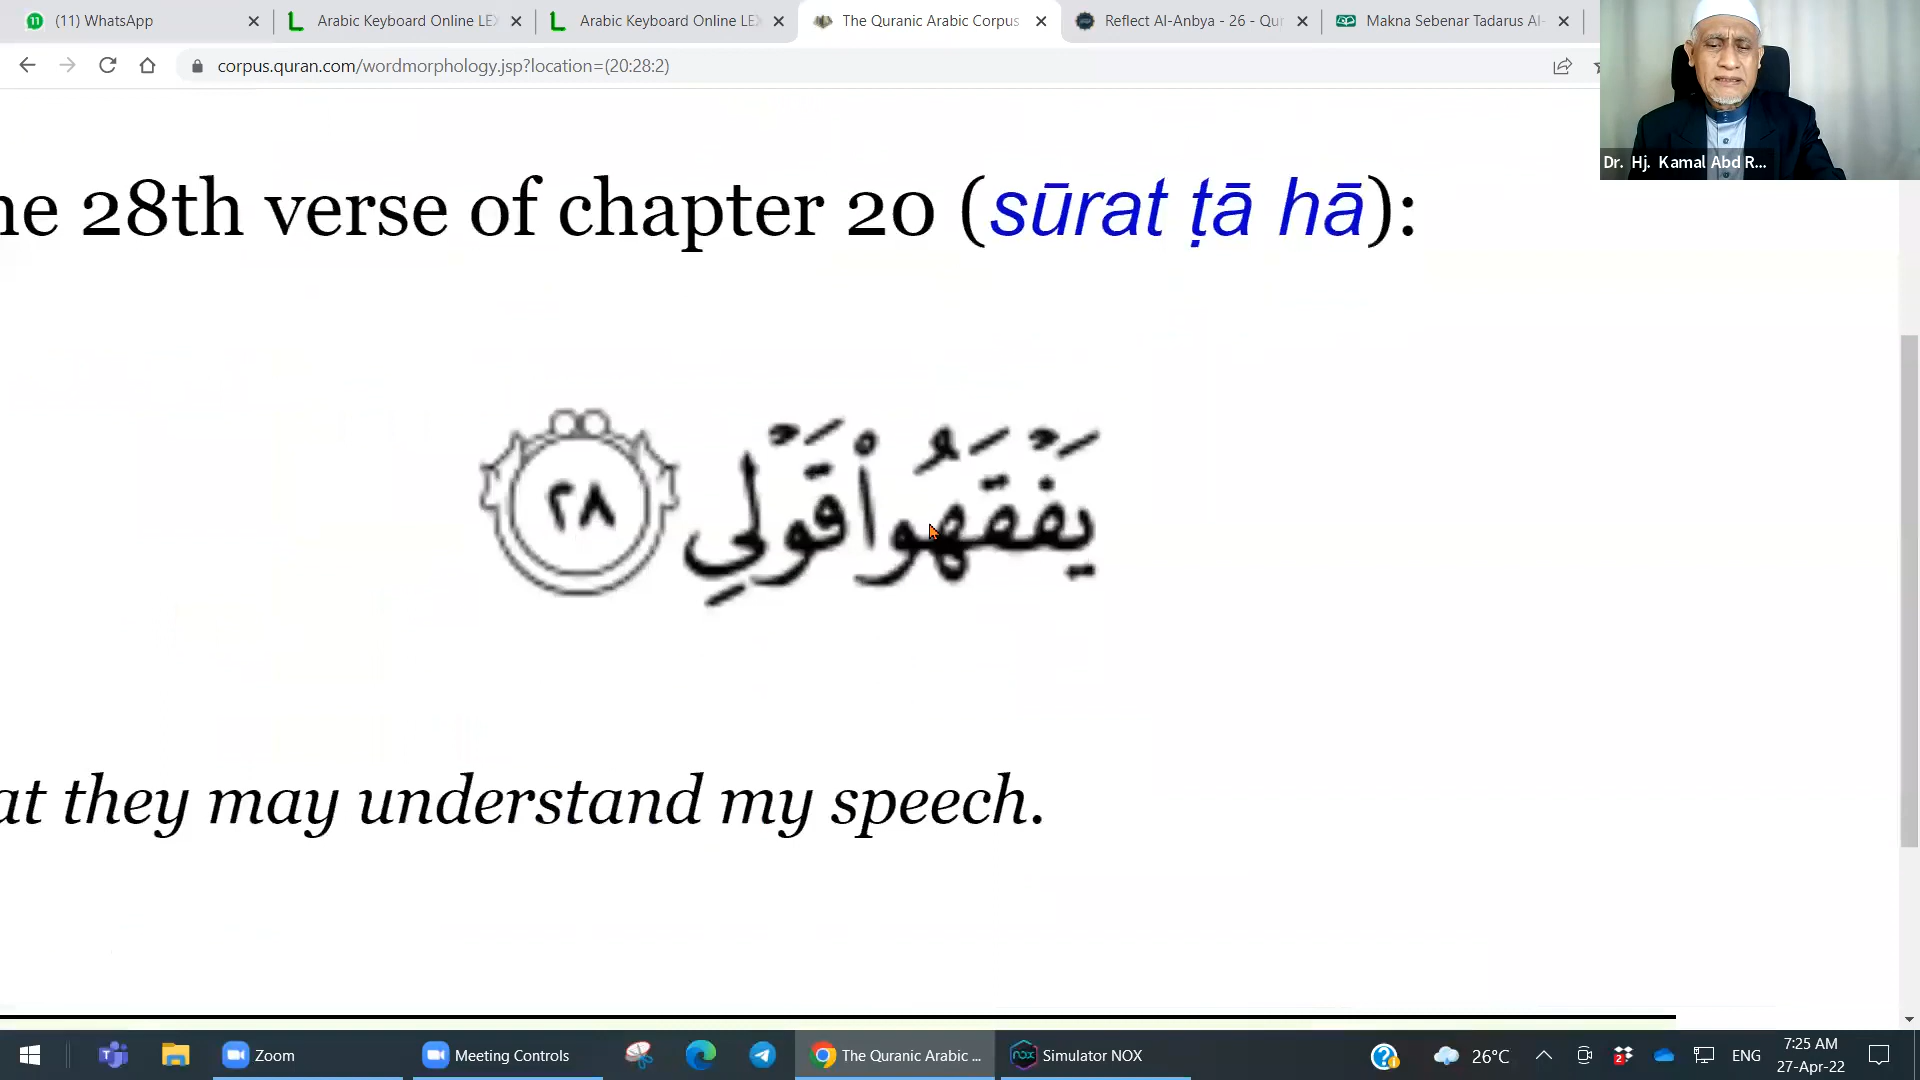 (11) WhatsApp
Arabic Keyboard Online LEX
Arabic Keyboard Online LE
The Quranic Arabic Corpus
Reflect Al-Anbya - 26 - Qur
Makna Sebenar Tadarus Al-
corpus.quran.com/wordmorphology.jsp?location=(20:28:2)
Dr. Hj. Kamal Abd R...
28th verse of chapter 20 (sūrat ṭā hā):
يَفْقَهُوا۟ قَوْلِي ٢٨
they may understand my speech.
Zoom
Meeting Controls
The Quranic Arabic ...
Simulator NOX
26°C
2
ENG
7:25 AM
27-Apr-22